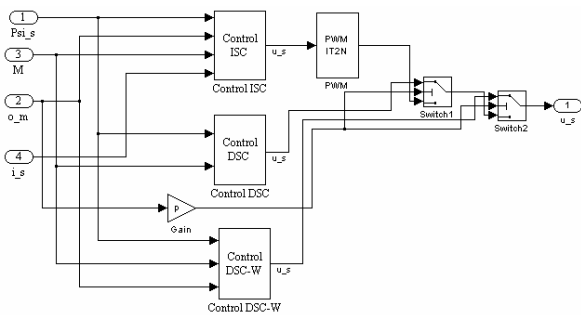 1
Psi_s
3
M
2
o_m
4
i_s
Control
ISC
Control ISC
u_s
PWM
IT2N
PWM
Control
DSC
Control DSC
u_s
p
Gain
Control
DSC-W
Control DSC-W
u_s
Switch1
Switch2
1
u_s